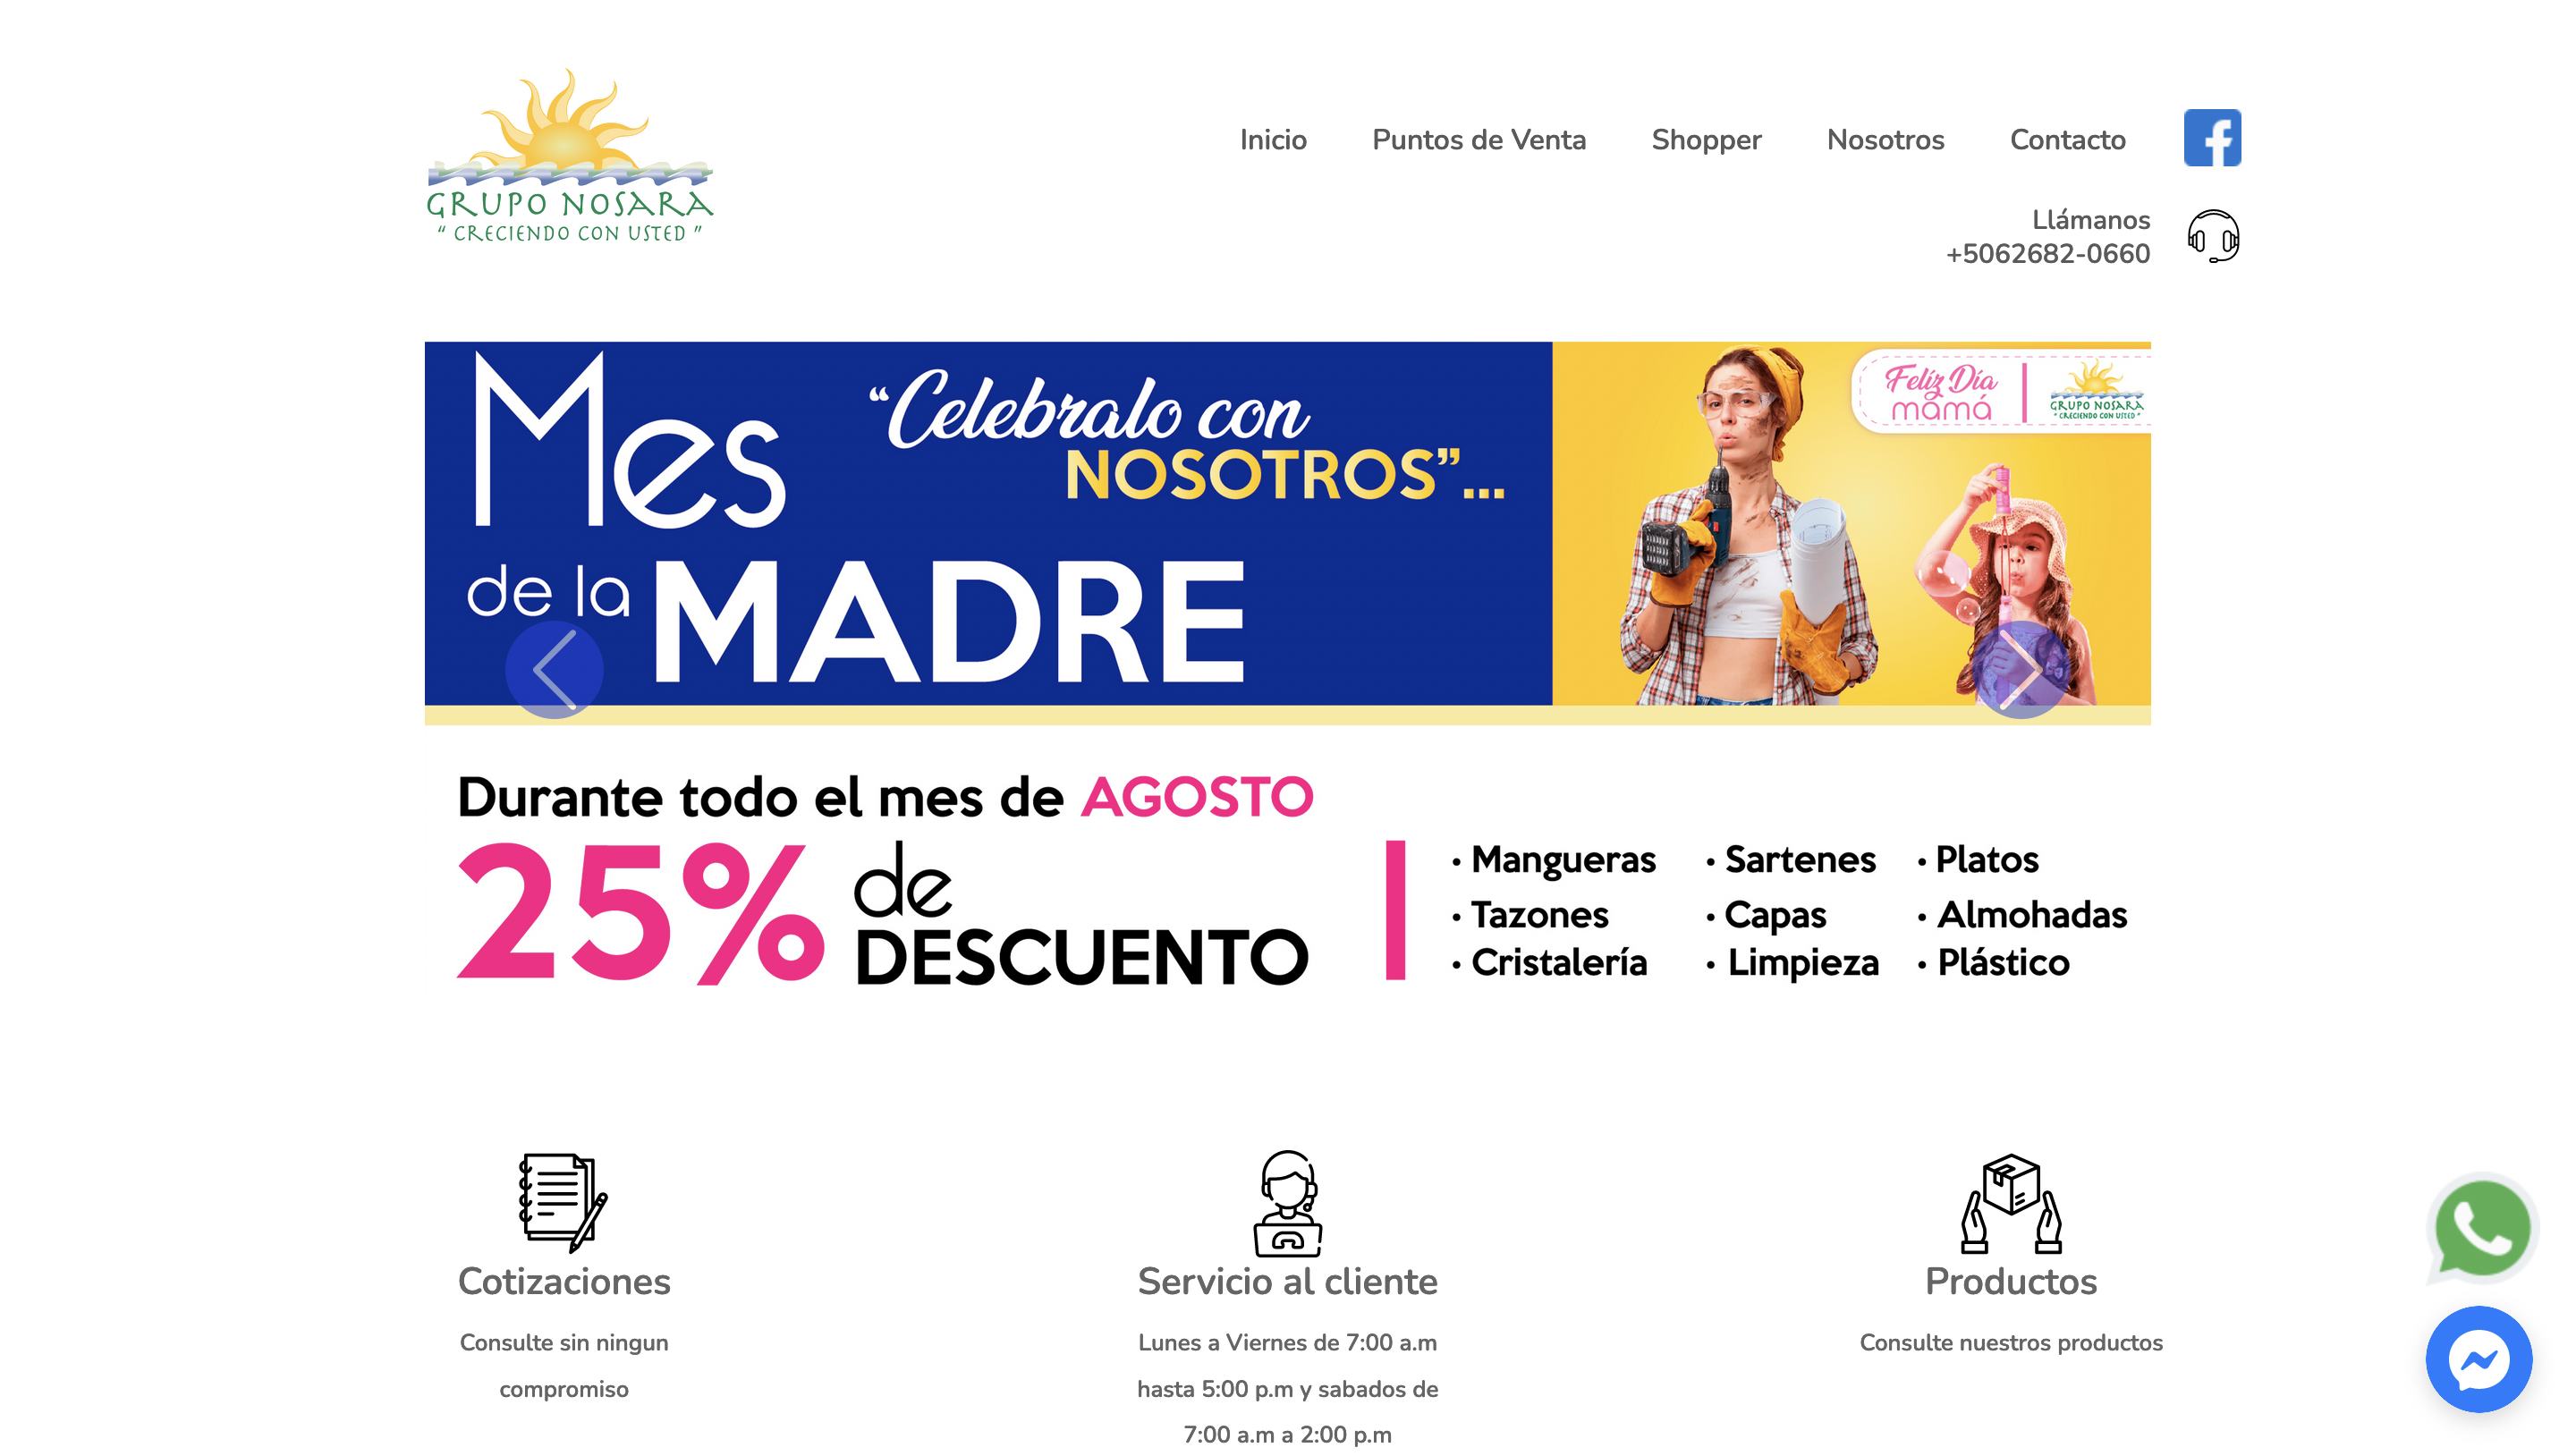 GRUPO NOSARA
“ CRECIENDO CON USTED ”
Inicio
Puntos de Venta
Shopper
Nosotros
Contacto
Llámanos
+5062682-0660
Mes
de la MADRE
“Celebralo con
NOSOTROS”...
Felíz Día
mamá
GRUPO NOSARA
“ CRECIENDO CON USTED ”
Durante todo el mes de AGOSTO
25% de
DESCUENTO
• Mangueras
• Sartenes
• Platos
• Tazones
• Capas
• Almohadas
• Cristalería
• Limpieza
• Plástico
Cotizaciones
Consulte sin ningun
compromiso
Servicio al cliente
Lunes a Viernes de 7:00 a.m
hasta 5:00 p.m y sabados de
7:00 a.m a 2:00 p.m
Productos
Consulte nuestros productos